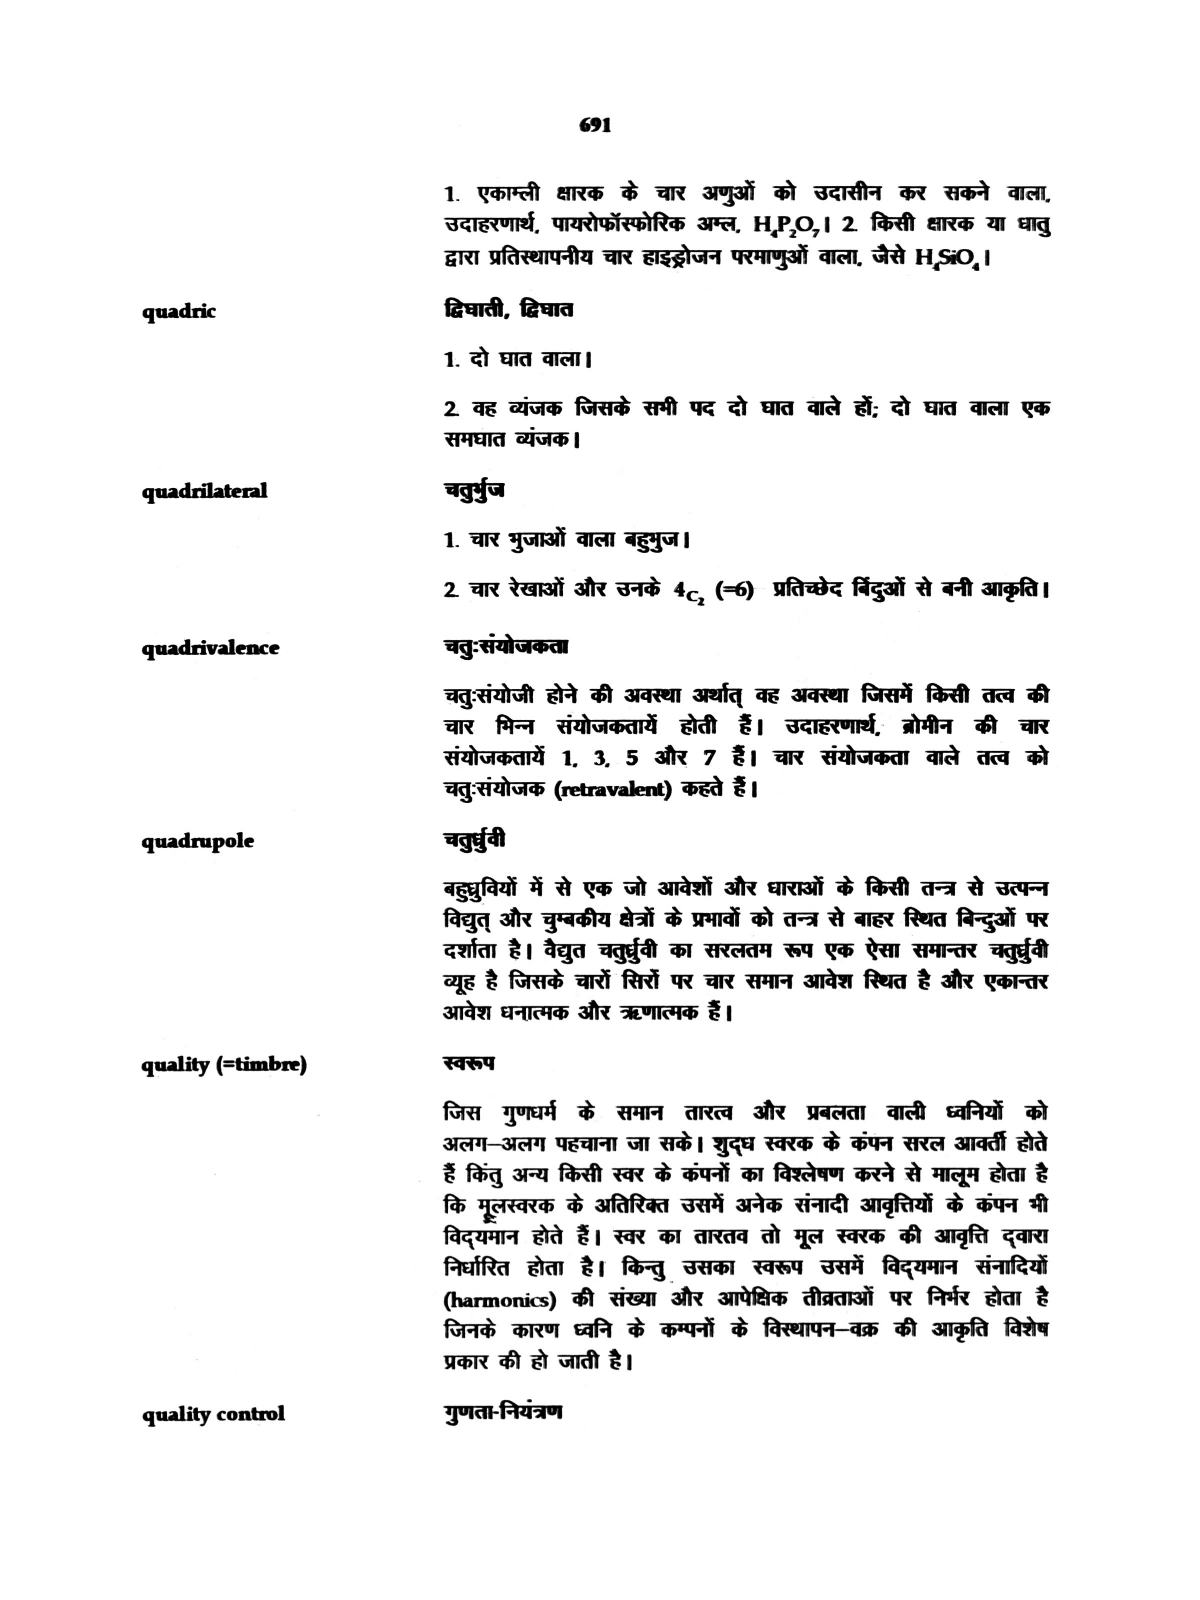 691
1. एकाम्ली क्षारक के चार अणुओं को उदासीन कर सकने वाला,
उदाहरणार्थ, पायरोफॉस्फोरिक अम्ल, H₄P₂O₇। 2. किसी क्षारक या धातु
द्वारा प्रतिस्थापनीय चार हाइड्रोजन परमाणुओं वाला, जैसे H₄SiO₄।
quadric द्विघाती, द्विघात
1. दो घात वाला।
2. वह व्यंजक जिसके सभी पद दो घात वाले हों; दो घात वाला एक
समघात व्यंजक।
quadrilateral चतुर्भुज
1. चार भुजाओं वाला बहुभुज।
2. चार रेखाओं और उनके 4C₂ (=6) प्रतिच्छेद बिंदुओं से बनी आकृति।
quadrivalence चतुःसंयोजकता
चतुःसंयोजी होने की अवस्था अर्थात् वह अवस्था जिसमें किसी तत्व की
चार भिन्न संयोजकतायें होती हैं। उदाहरणार्थ, ब्रोमीन की चार
संयोजकतायें 1, 3, 5 और 7 हैं। चार संयोजकता वाले तत्व को
चतुःसंयोजक (retravalent) कहते हैं।
quadrupole चतुर्ध्रुवी
बहुध्रुवियों में से एक जो आवेशों और धाराओं के किसी तन्त्र से उत्पन्न
विद्युत् और चुम्बकीय क्षेत्रों के प्रभावों को तन्त्र से बाहर स्थित बिन्दुओं पर
दर्शाता है। वैद्युत चतुर्ध्रुवी का सरलतम रूप एक ऐसा समान्तर चतुर्ध्रुवी
व्यूह है जिसके चारों सिरों पर चार समान आवेश स्थित है और एकान्तर
आवेश धनात्मक और ऋणात्मक हैं।
quality (=timbre) स्वरूप
जिस गुणधर्म के समान तारत्व और प्रबलता वाली ध्वनियों को
अलग–अलग पहचाना जा सके। शुद्ध स्वरक के कंपन सरल आवर्ती होते
हैं किंतु अन्य किसी स्वर के कंपनों का विश्लेषण करने से मालूम होता है
कि मूलस्वरक के अतिरिक्त उसमें अनेक संनादी आवृत्तियों के कंपन भी
विद्यमान होते हैं। स्वर का तारतव तो मूल स्वरक की आवृत्ति द्वारा
निर्धारित होता है। किन्तु उसका स्वरूप उसमें विद्यमान संनादियों
(harmonics) की संख्या और आपेक्षिक तीव्रताओं पर निर्भर होता है
जिनके कारण ध्वनि के कम्पनों के विस्थापन–वक्र की आकृति विशेष
प्रकार की हो जाती है।
quality control गुणता-नियंत्रण